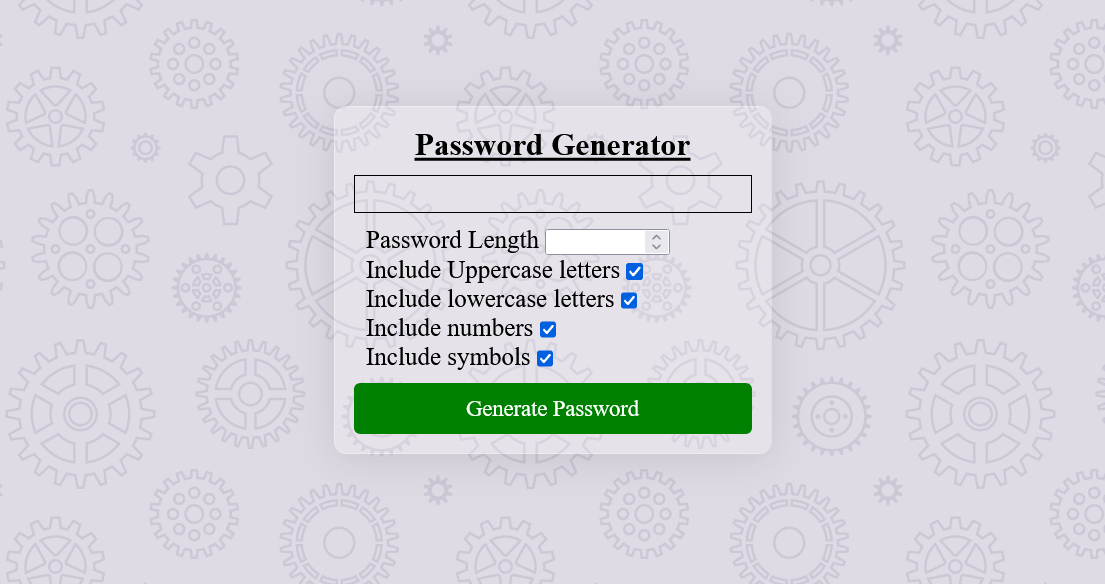 Password Generator
Password Length
Include Uppercase letters
Include lowercase letters
Include numbers
Include symbols
Generate Password